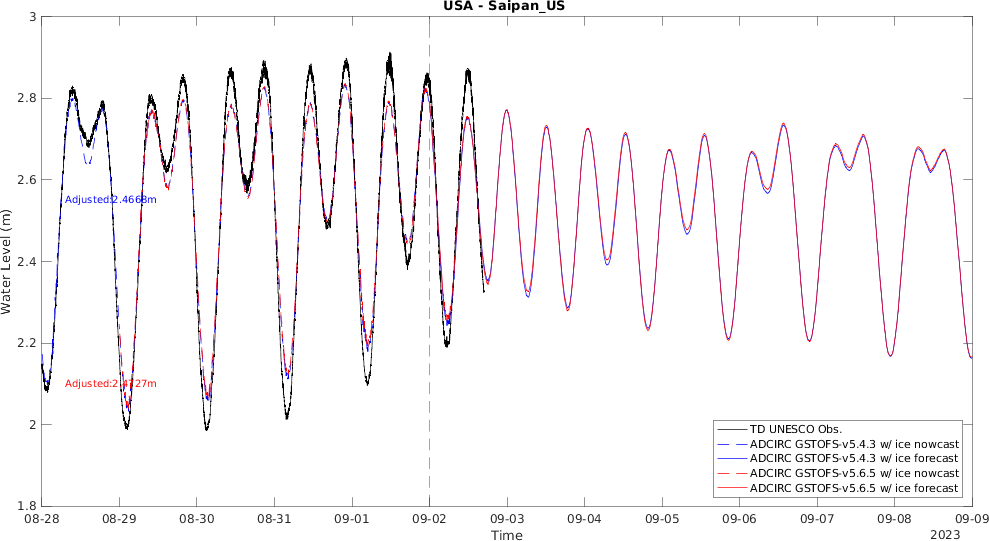 USA - Saipan_US
3
2.8
2.6
2.4
2.2
2
1.8
Water Level (m)
Adjusted:2.4668m
Adjusted:2.4727m
TD UNESCO Obs.
ADCIRC GSTOFS-v5.4.3 w/ ice nowcast
ADCIRC GSTOFS-v5.4.3 w/ ice forecast
ADCIRC GSTOFS-v5.6.5 w/ ice nowcast
ADCIRC GSTOFS-v5.6.5 w/ ice forecast
08-28 08-29 08-30 08-31 09-01 09-02 09-03 09-04 09-05 09-06 09-07 09-08 09-09
Time
2023